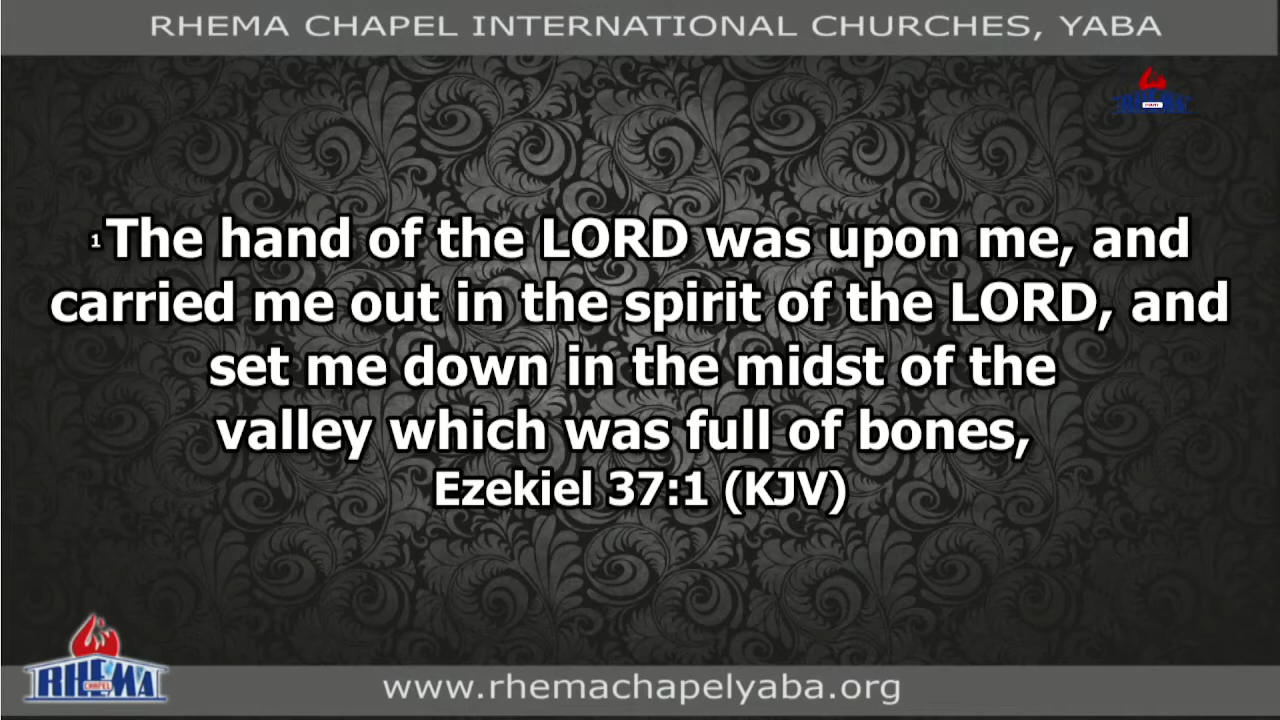 RHEMA CHAPEL INTERNATIONAL CHURCHES, YABA
1 The hand of the LORD was upon me, and
carried me out in the spirit of the LORD, and
set me down in the midst of the
valley which was full of bones,
Ezekiel 37:1 (KJV)
RHEMA
CHAPEL
www.rhemachapelyaba.org